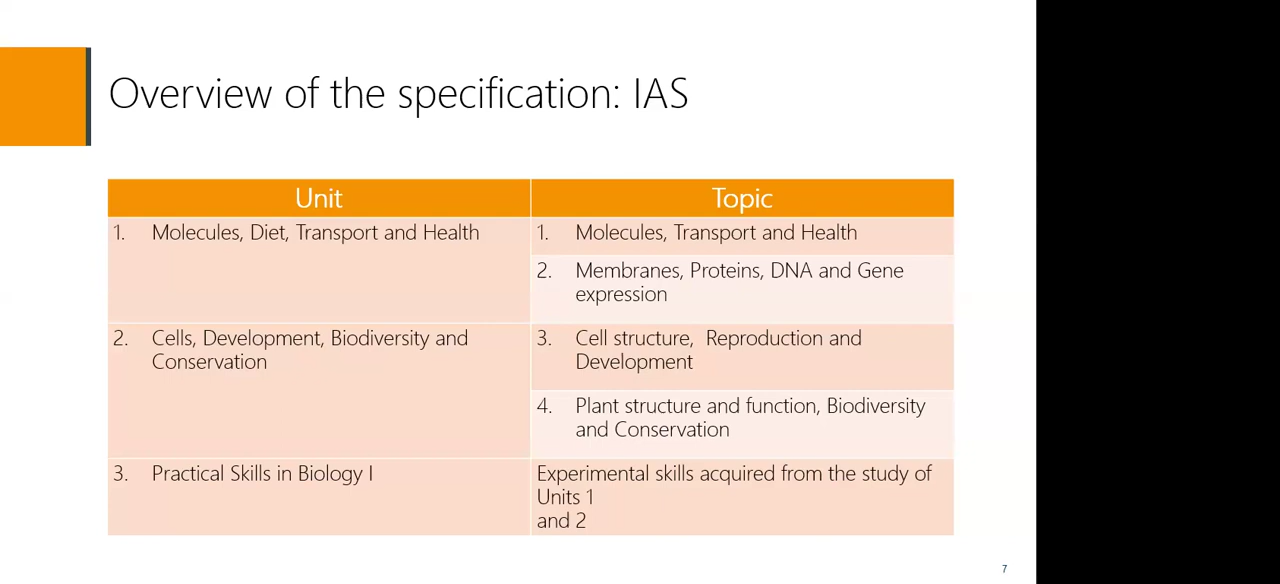 Overview of the specification: IAS
Unit
Topic
1. Molecules, Diet, Transport and Health
1. Molecules, Transport and Health
2. Membranes, Proteins, DNA and Gene
expression
2. Cells, Development, Biodiversity and
Conservation
3. Cell structure, Reproduction and
Development
4. Plant structure and function, Biodiversity
and Conservation
3. Practical Skills in Biology I
Experimental skills acquired from the study of
Units 1
and 2
7